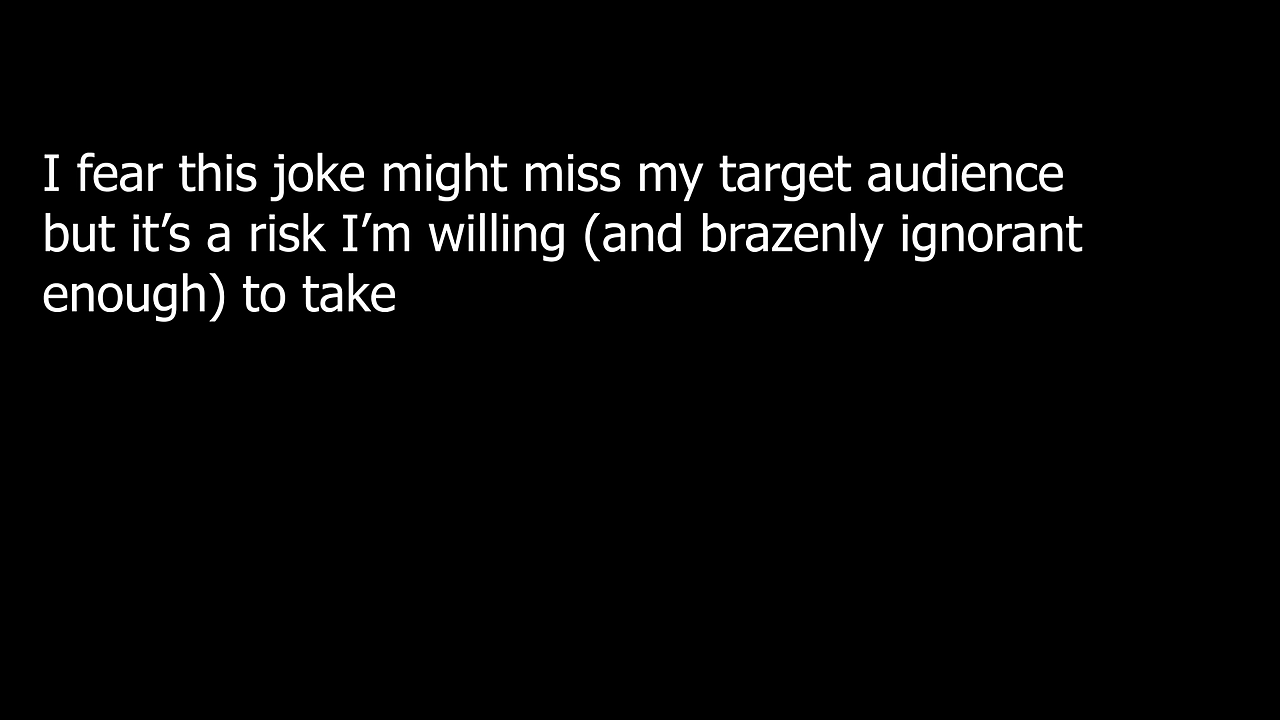 I fear this joke might miss my target audience
but it’s a risk I’m willing (and brazenly ignorant
enough) to take